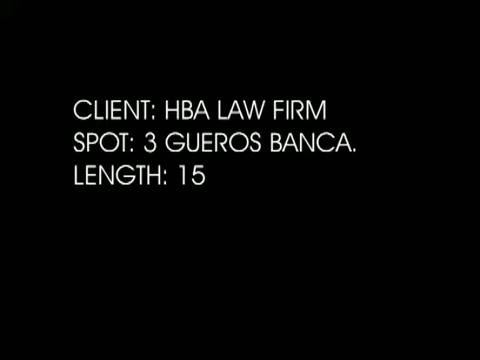 CLIENT: HBA LAW FIRM
SPOT: 3 GUEROS BANCA.
LENGTH: 15